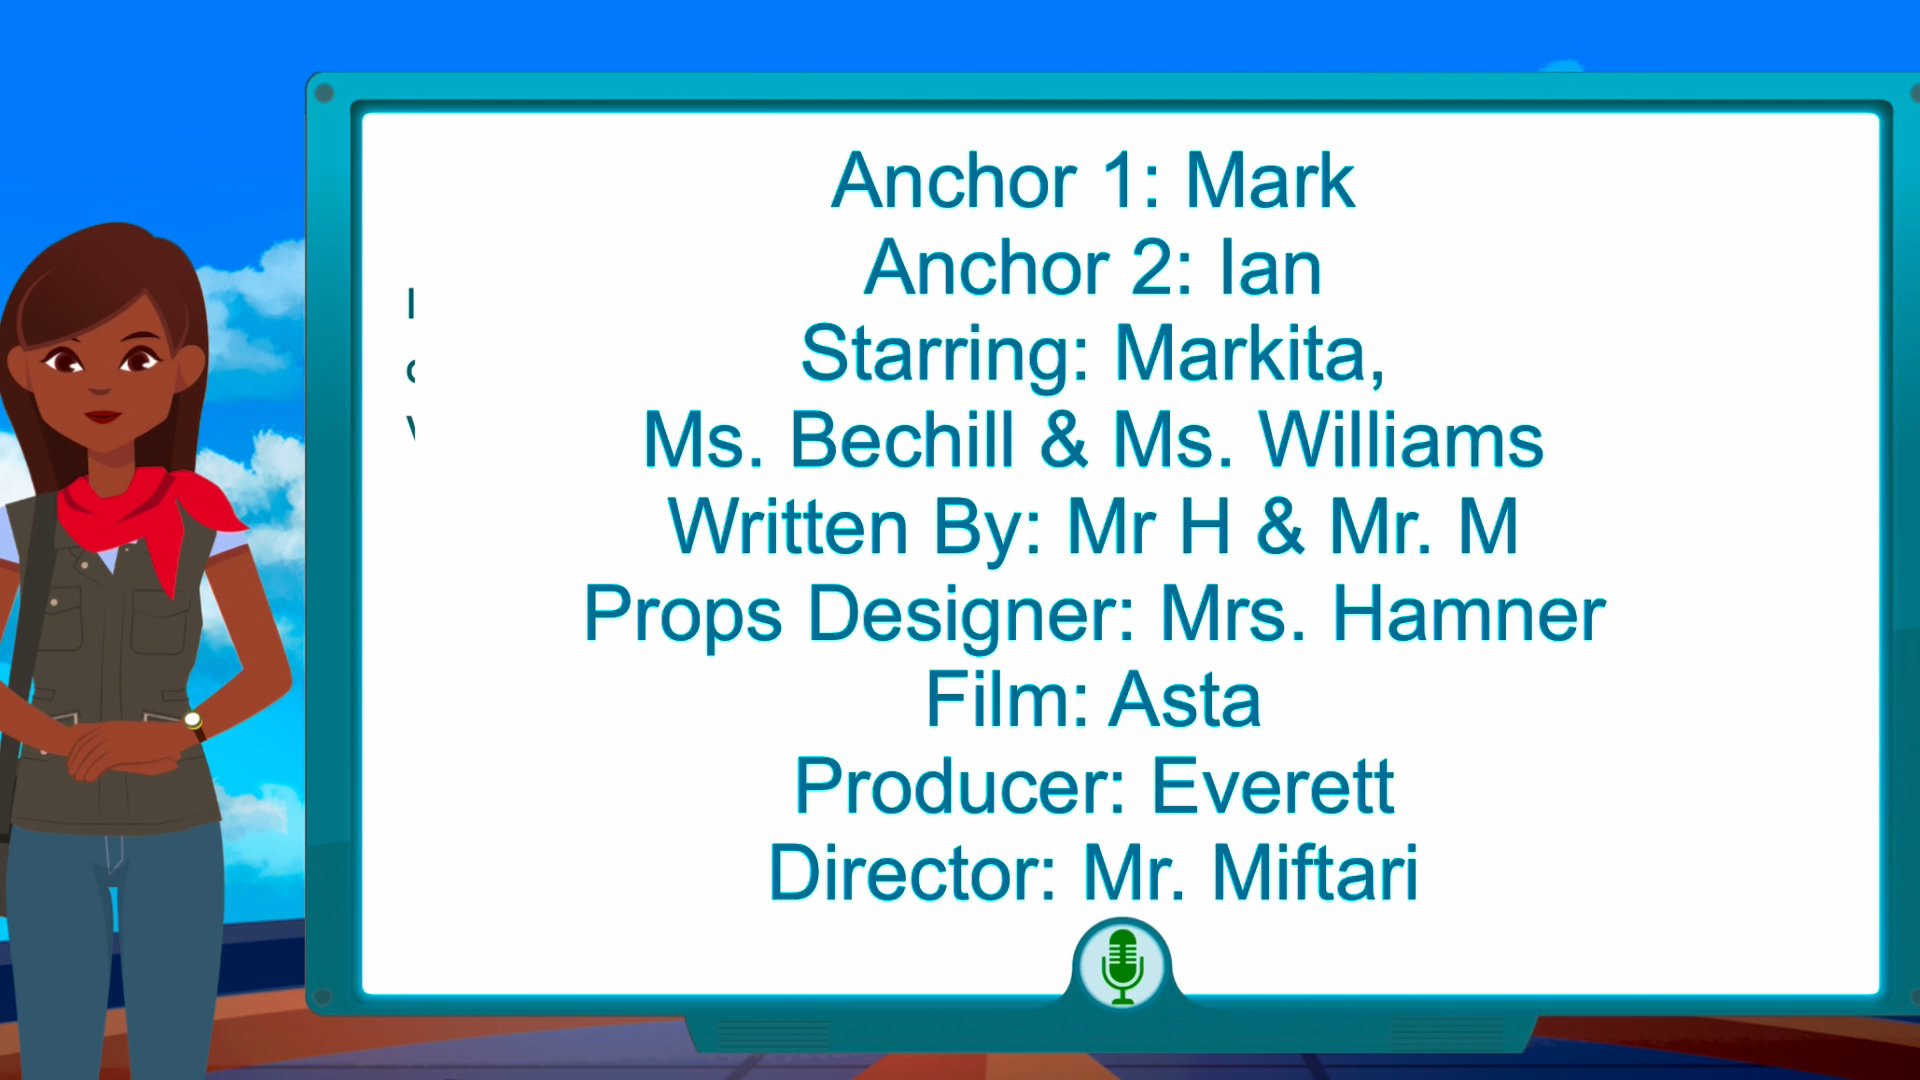 Anchor 1: Mark
Anchor 2: Ian
Starring: Markita,
Ms. Bechill & Ms. Williams
Written By: Mr H & Mr. M
Props Designer: Mrs. Hamner
Film: Asta
Producer: Everett
Director: Mr. Miftari